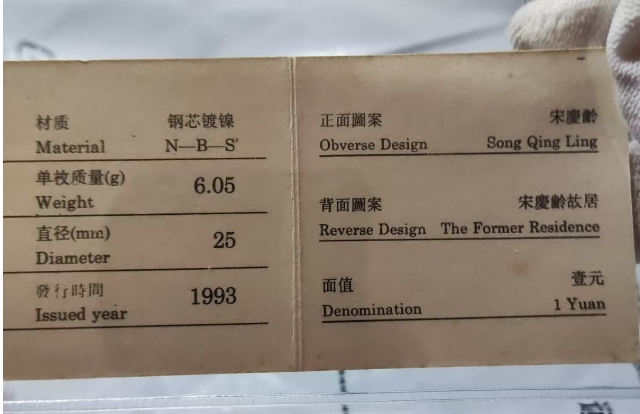 材质 钢芯镀镍
Material N—B—S
单枚质量(g) 6.05
Weight
直径(mm) 25
Diameter
發行時間 1993
Issued year
正面圖案 宋慶齡
Obverse Design Song Qing Ling
背面圖案 宋慶齡故居
Reverse Design The Former Residence
面值 壹元
Denomination 1 Yuan